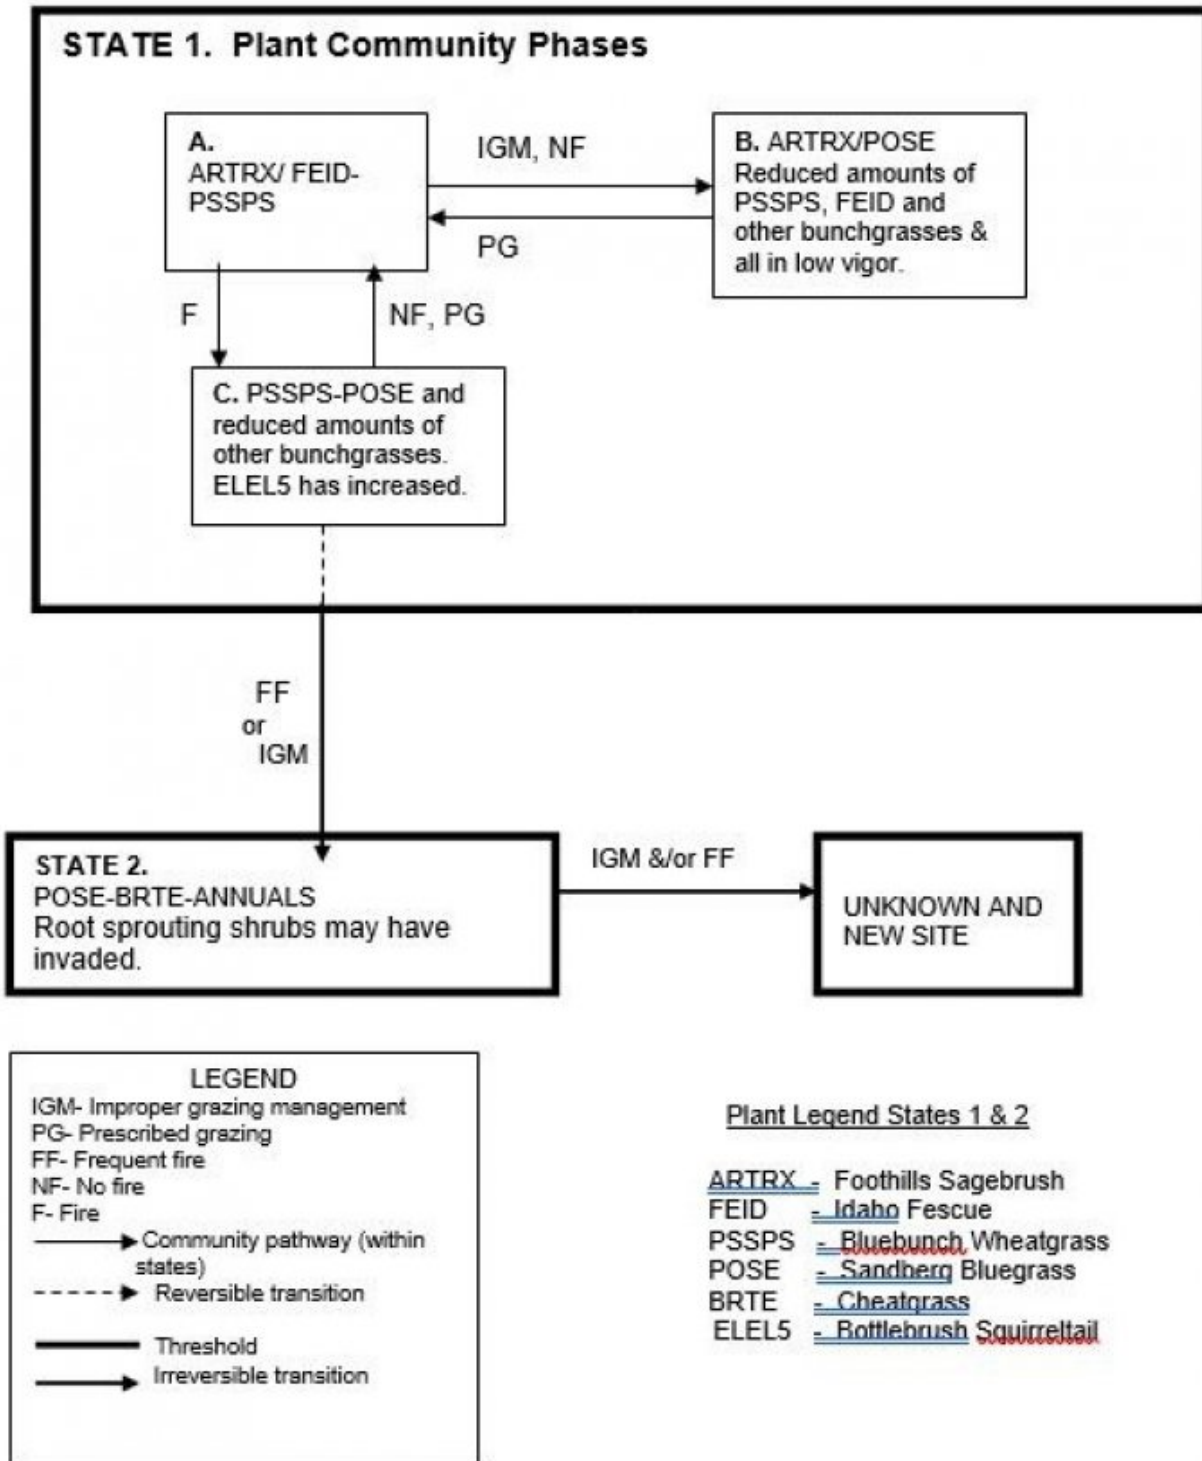 STATE 1. Plant Community Phases
A.
ARTRX/ FEID-
PSSPS
IGM, NF
PG
B. ARTRX/POSE
Reduced amounts of
PSSPS, FEID and
other bunchgrasses &
all in low vigor.
F
NF, PG
C. PSSPS-POSE and
reduced amounts of
other bunchgrasses.
ELEL5 has increased.
FF
or
IGM
STATE 2.
POSE-BRTE-ANNUALS
Root sprouting shrubs may have
invaded.
IGM &/or FF
UNKNOWN AND
NEW SITE
LEGEND
IGM- Improper grazing management
PG- Prescribed grazing
FF- Frequent fire
NF- No fire
F- Fire
Community pathway (within
states)
Reversible transition
Threshold
Irreversible transition
Plant Legend States 1 & 2
ARTRX - Foothills Sagebrush
FEID - Idaho Fescue
PSSPS - Bluebunch Wheatgrass
POSE - Sandberg Bluegrass
BRTE - Cheatgrass
ELEL5 - Bottlebrush Squirreltail